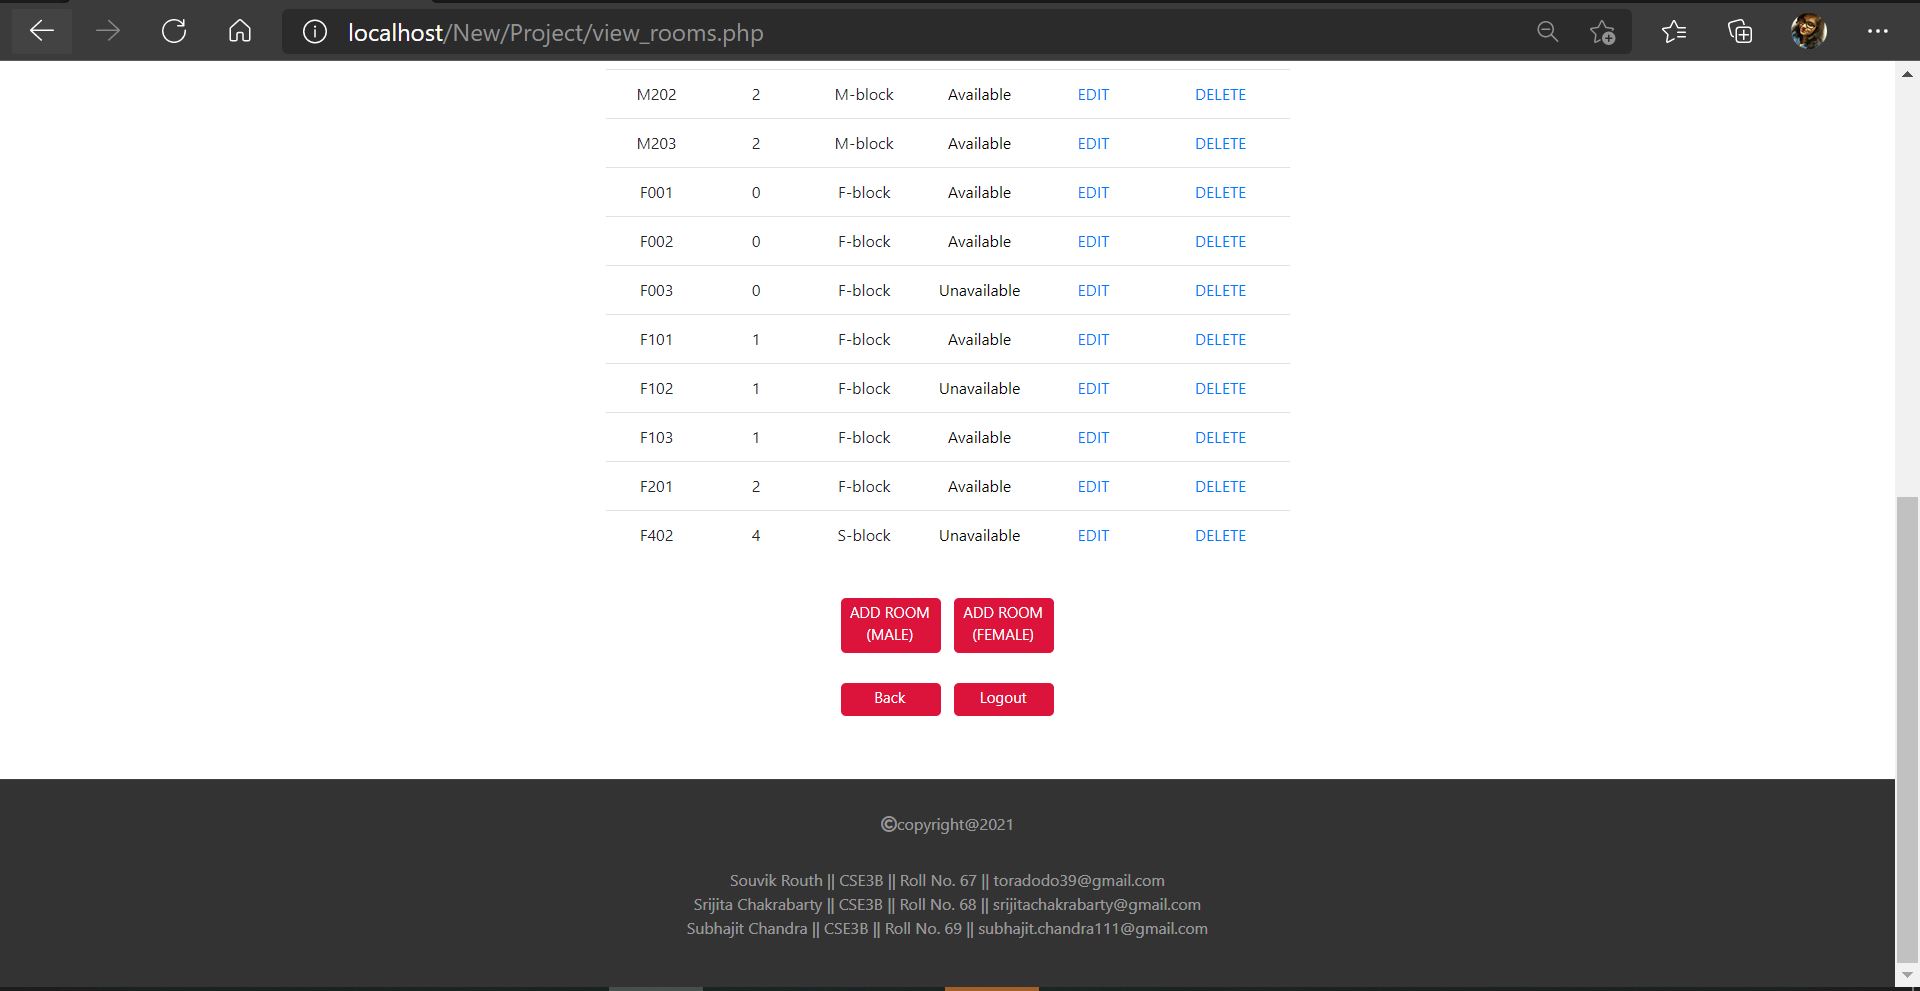 localhost/New/Project/view_rooms.php
M202 2 M-block Available EDIT DELETE
M203 2 M-block Available EDIT DELETE
F001 0 F-block Available EDIT DELETE
F002 0 F-block Available EDIT DELETE
F003 0 F-block Unavailable EDIT DELETE
F101 1 F-block Available EDIT DELETE
F102 1 F-block Unavailable EDIT DELETE
F103 1 F-block Available EDIT DELETE
F201 2 F-block Available EDIT DELETE
F402 4 S-block Unavailable EDIT DELETE
ADD ROOM
(MALE)
ADD ROOM
(FEMALE)
Back
Logout
©copyright@2021
Souvik Routh || CSE3B || Roll No. 67 || toradodo39@gmail.com
Srijita Chakrabarty || CSE3B || Roll No. 68 || srijitachakrabarty@gmail.com
Subhajit Chandra || CSE3B || Roll No. 69 || subhajit.chandra111@gmail.com